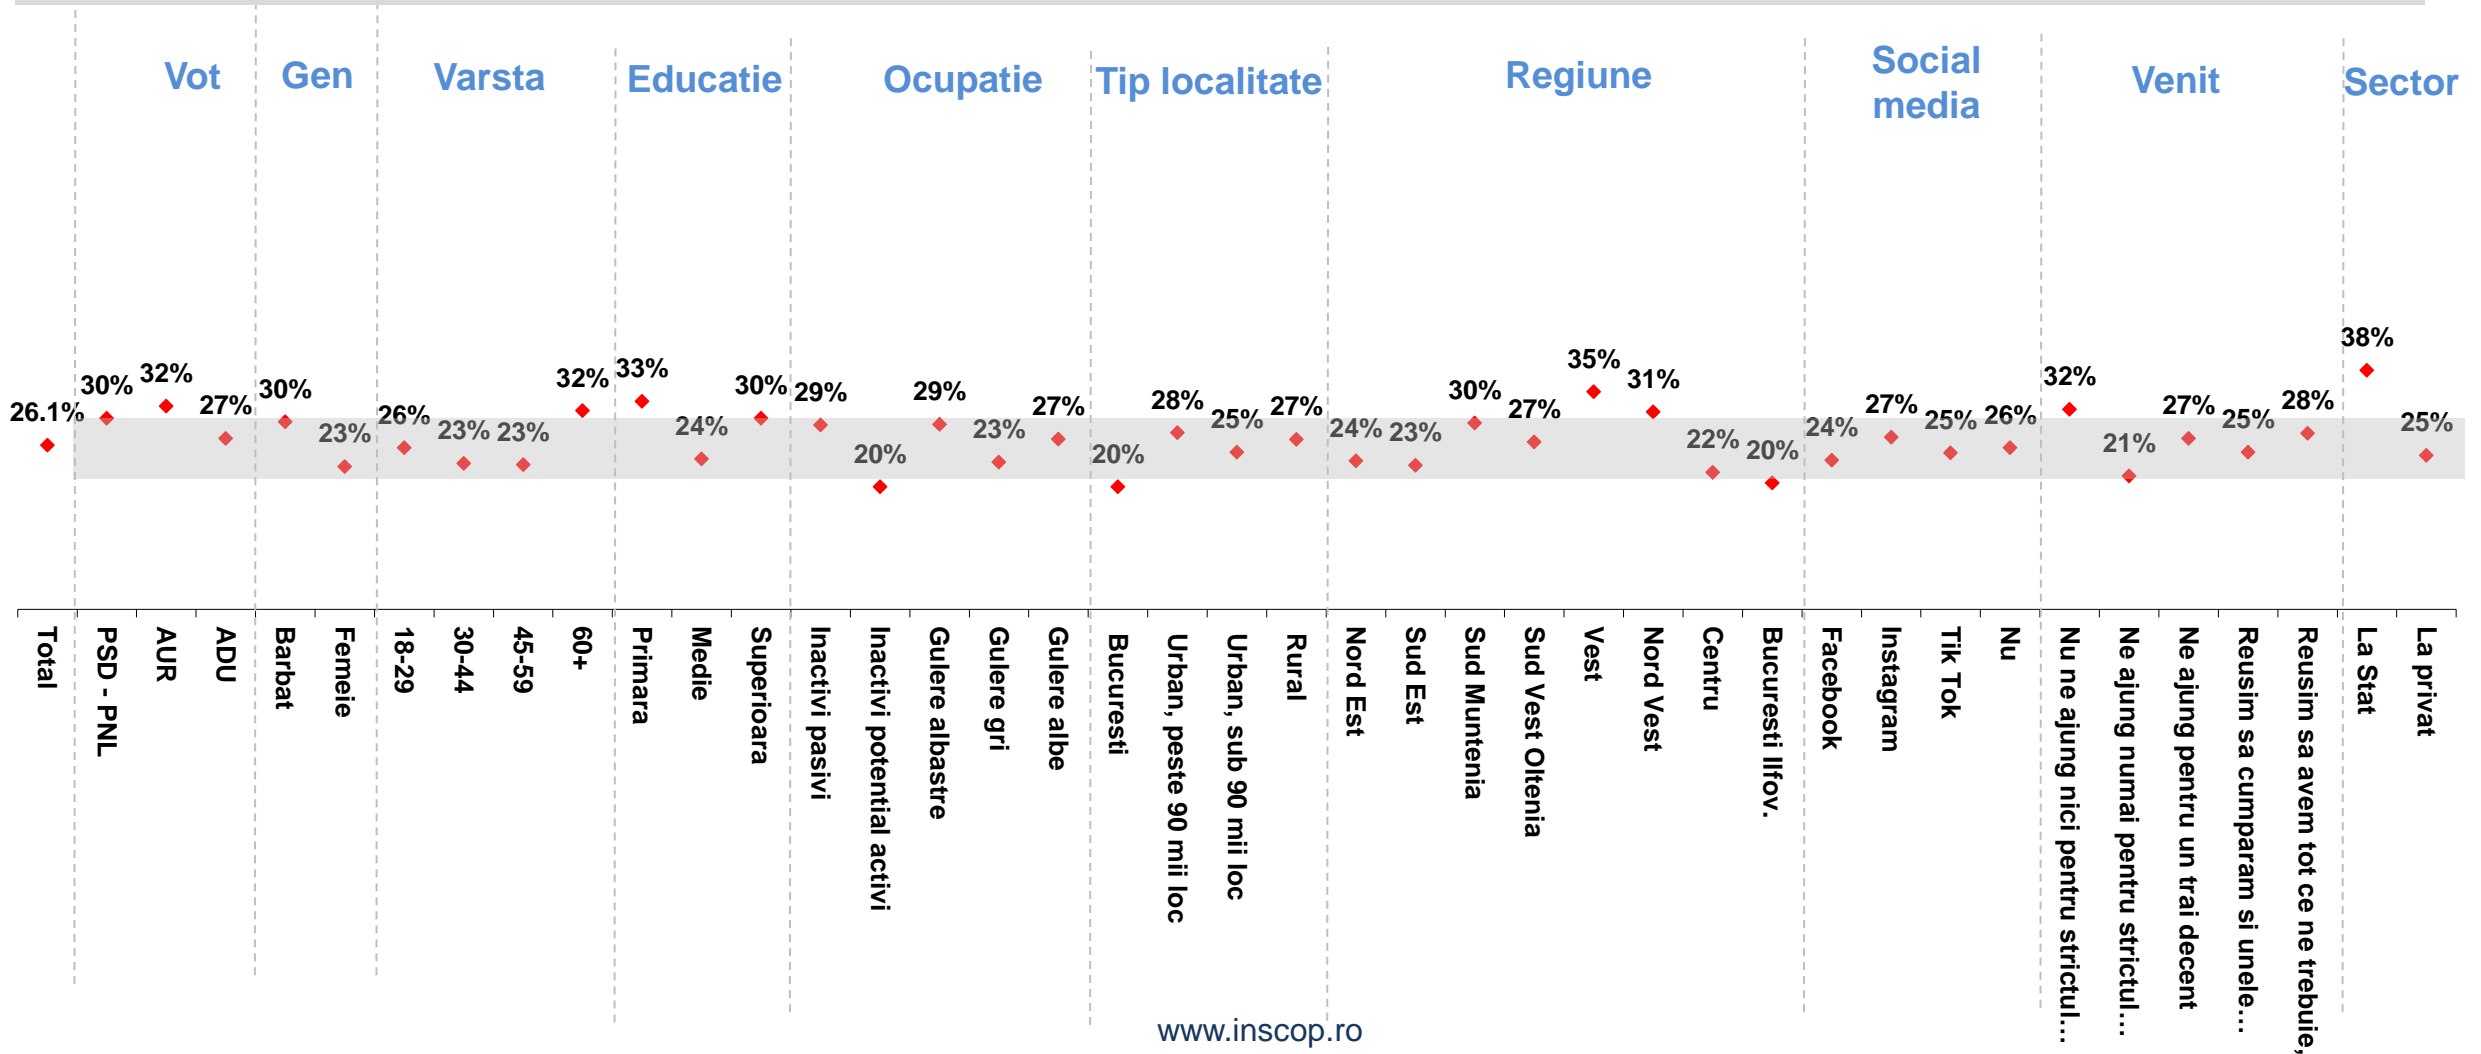 Vot
Gen
Varsta
Educatie
Ocupatie
Tip localitate
Regiune
Social
media
Venit
Sector
26.1%
30%
32%
27%
30%
23%
26%
23%
23%
32%
33%
24%
30%
29%
20%
29%
23%
27%
20%
28%
25%
27%
24%
23%
30%
27%
35%
31%
22%
20%
24%
27%
25%
26%
32%
21%
27%
25%
28%
38%
25%
Total
PSD - PNL
AUR
ADU
Barbat
Femeie
18-29
30-44
45-59
60+
Primara
Medie
Superioara
Inactivi pasivi
Inactivi potential activi
Gulere albastre
Gulere gri
Gulere albe
Bucuresti
Urban, peste 90 mii loc
Urban, sub 90 mii loc
Rural
Nord Est
Sud Est
Sud Muntenia
Sud Vest Oltenia
Vest
Nord Vest
Centru
Bucuresti Ilfov.
Facebook
Instagram
Tik Tok
Nu
Nu ne ajung nici pentru strictul…
Ne ajung numai pentru strictul…
Ne ajung pentru un trai decent
Reusim sa cumparam si unele…
Reusim sa avem tot ce ne trebuie,
La Stat
La privat
www.inscop.ro